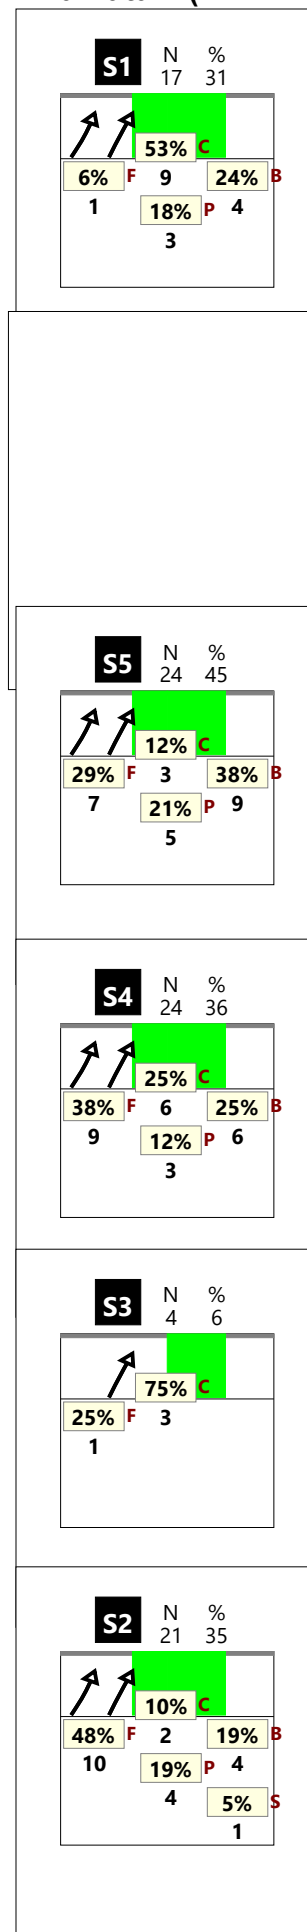 S1 N %
17 31
53% C
6% F 9 24% B
1 18% P 4
3
S5 N %
24 45
12% C
29% F 3 38% B
7 21% P 9
5
S4 N %
24 36
25% C
38% F 6 25% B
9 12% P 6
3
S3 N %
4 6
75% C
25% F 3
1
S2 N %
21 35
10% C
48% F 2 19% B
10 19% P 4
4 5% S
1